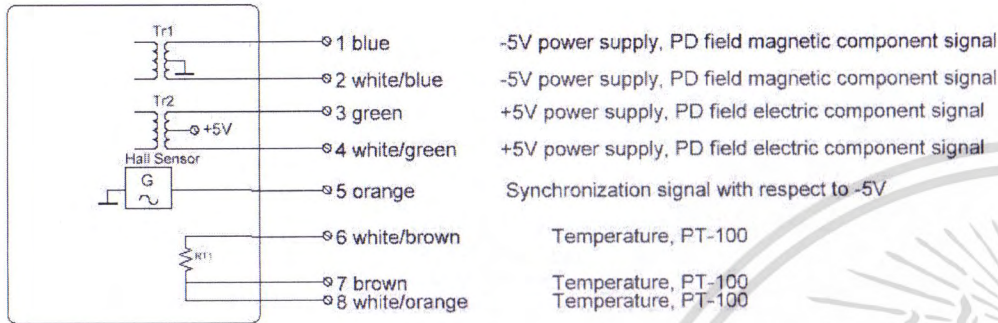 Tr1
1 blue -5V power supply, PD field magnetic component signal
2 white/blue -5V power supply, PD field magnetic component signal
Tr2
3 green +5V power supply, PD field electric component signal
+5V
4 white/green +5V power supply, PD field electric component signal
Hall Sensor
G
5 orange Synchronization signal with respect to -5V
6 white/brown Temperature, PT-100
RT1
7 brown Temperature, PT-100
8 white/orange Temperature, PT-100